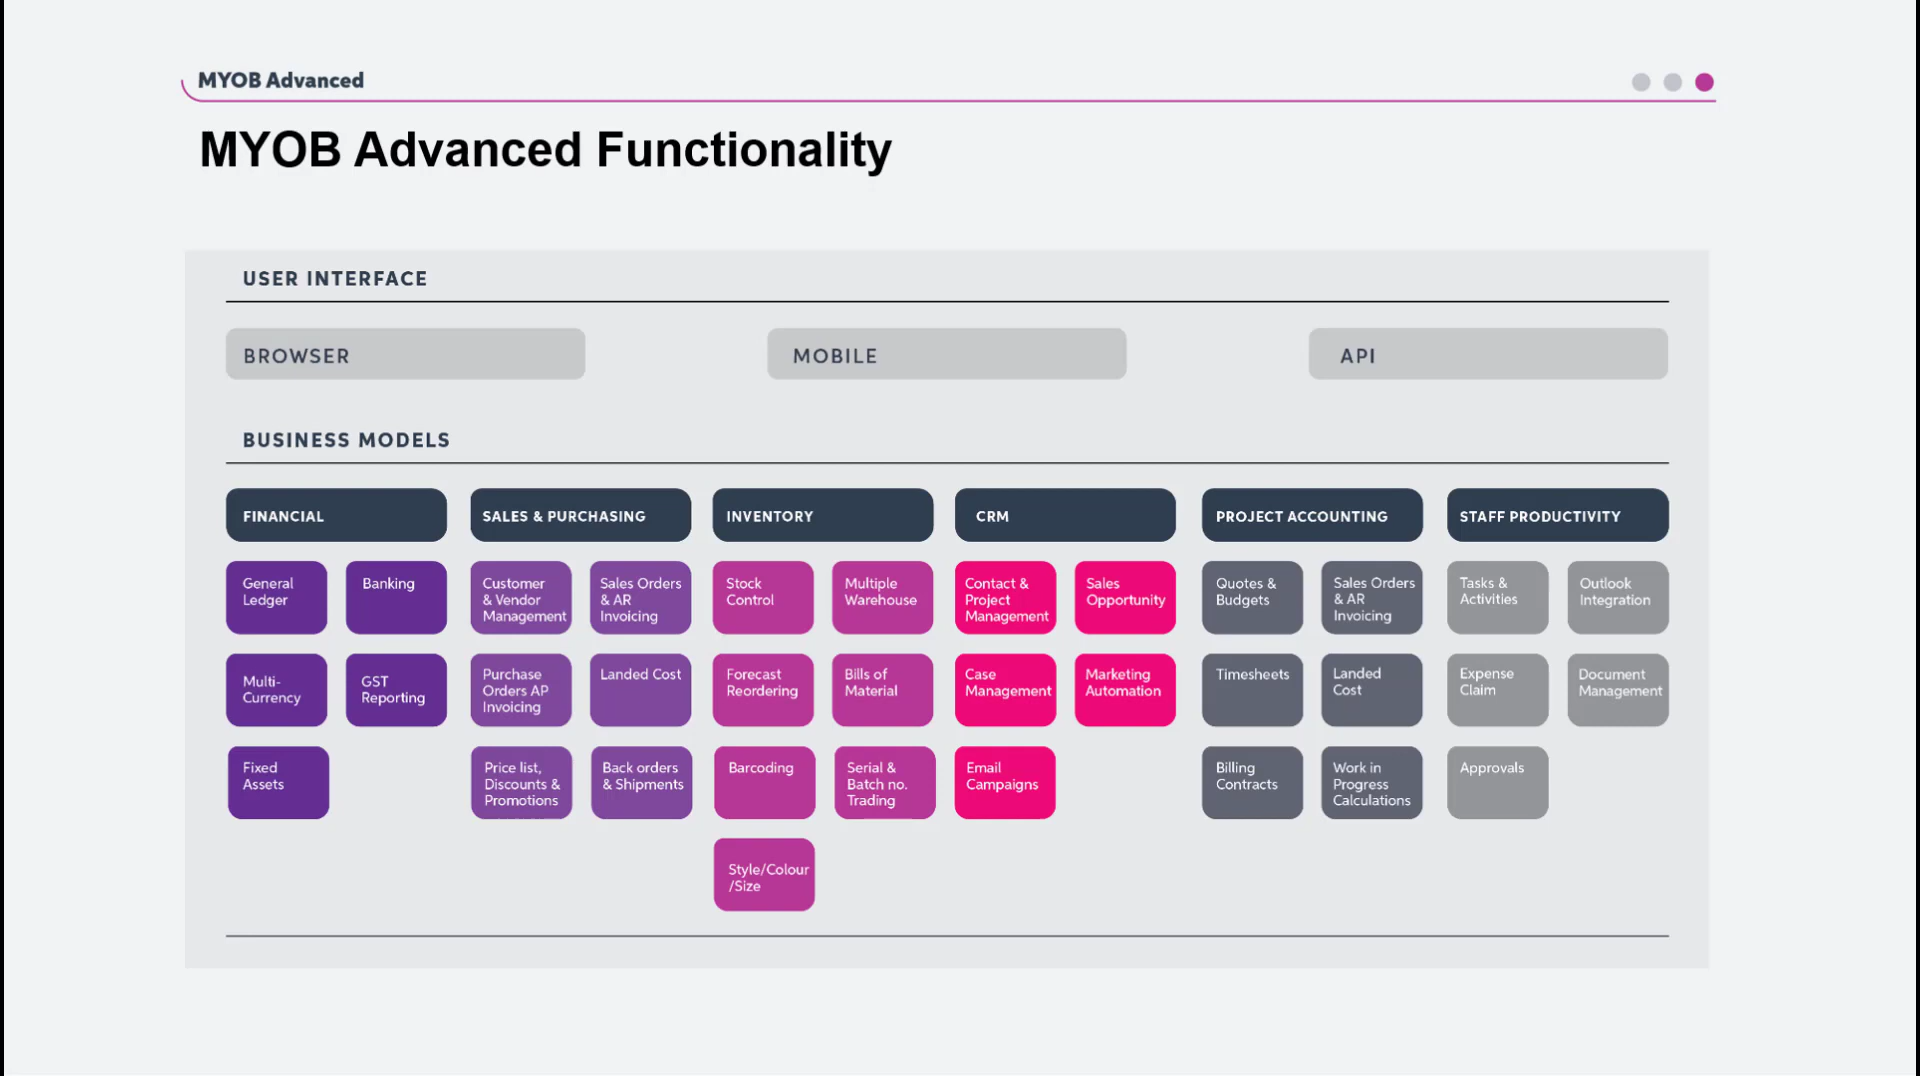 MYOB Advanced
MYOB Advanced Functionality
USER INTERFACE
BROWSER
MOBILE
API
BUSINESS MODELS
FINANCIAL
SALES & PURCHASING
INVENTORY
CRM
PROJECT ACCOUNTING
STAFF PRODUCTIVITY
General
Ledger
Banking
Customer
& Vendor
Management
Sales Orders
& AR
Invoicing
Stock
Control
Multiple
Warehouse
Contact &
Project
Management
Sales
Opportunity
Quotes &
Budgets
Sales Orders
& AR
Invoicing
Tasks &
Activities
Outlook
Integration
Multi-
Currency
GST
Reporting
Purchase
Orders AP
Invoicing
Landed Cost
Forecast
Reordering
Bills of
Material
Case
Management
Marketing
Automation
Timesheets
Landed
Cost
Expense
Claim
Document
Management
Fixed
Assets
Price list,
Discounts &
Promotions
Back orders
& Shipments
Barcoding
Serial &
Batch no.
Trading
Email
Campaigns
Billing
Contracts
Work in
Progress
Calculations
Approvals
Style/Colour
/Size